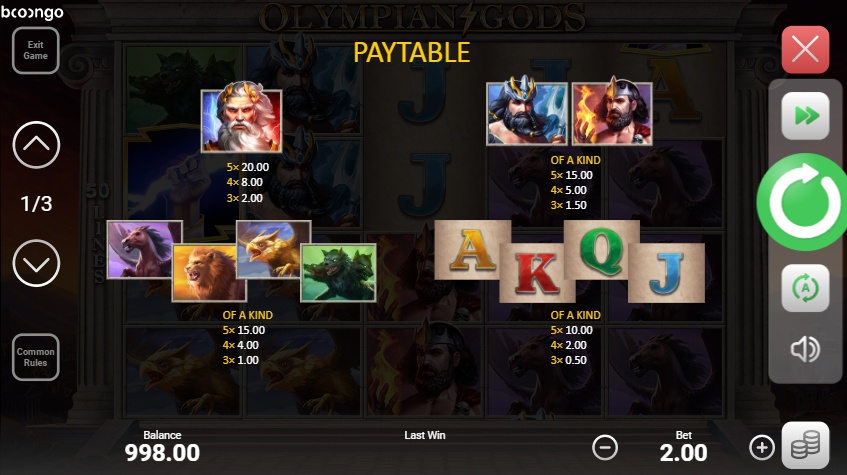 booongo
OLYMPIAN GODS
Exit
Game
PAYTABLE
5× 20.00
4× 8.00
3× 2.00
OF A KIND
5× 15.00
4× 5.00
3× 1.50
1/3
50
LINES
A
K
Q
J
OF A KIND
5× 15.00
4× 4.00
3× 1.00
OF A KIND
5× 10.00
4× 2.00
3× 0.50
J
J
A
A
Common
Rules
Balance
998.00
Last Win
Bet
2.00